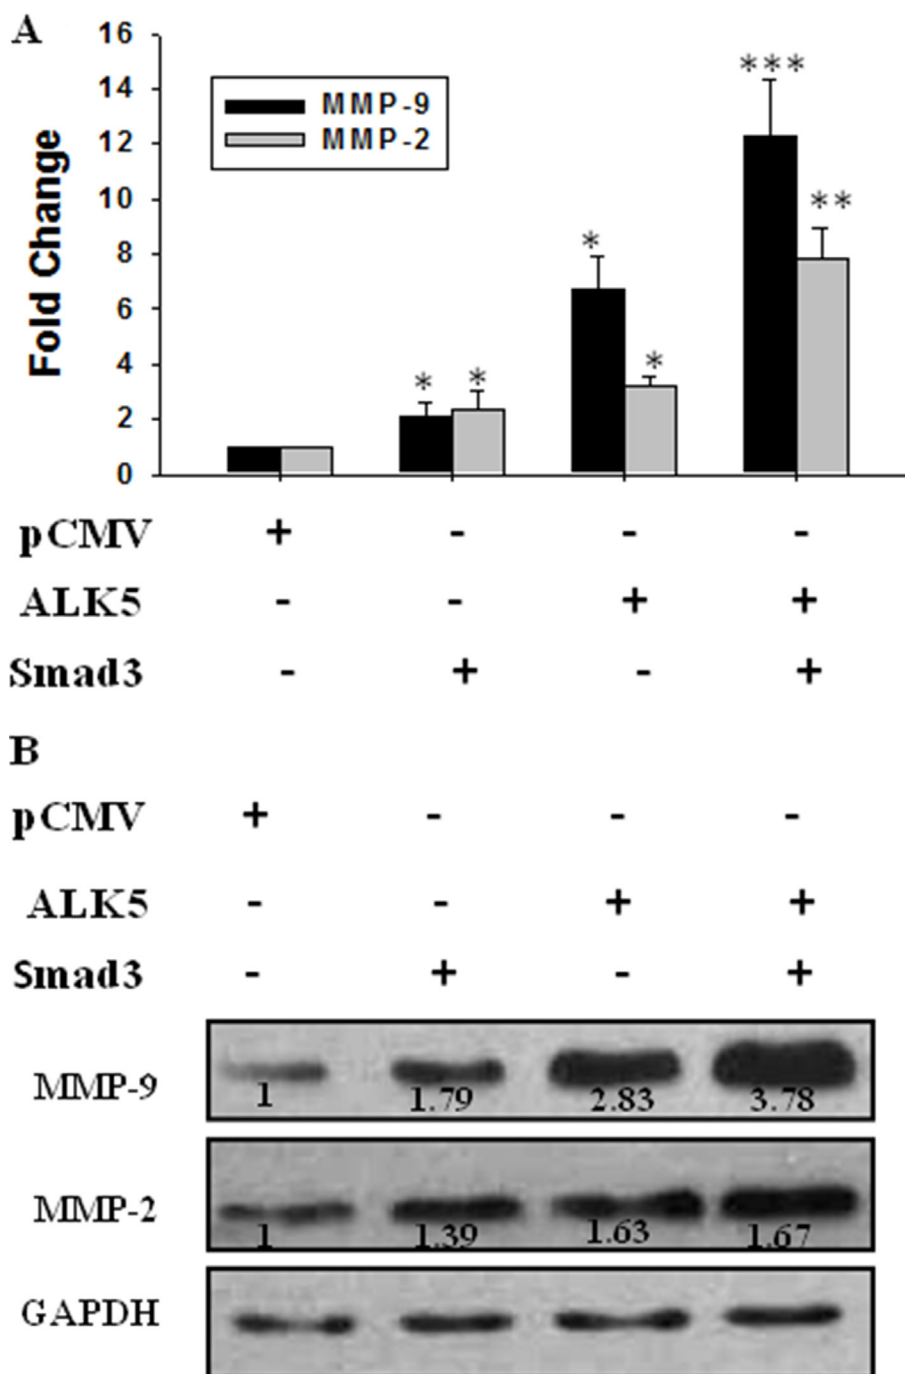 A
16
14
12
10
8
6
4
2
0
Fold Change
MMP-9
MMP-2
* * * * *** **
pCMV + - - -
ALK5 - - + +
Smad3 - + - +
B
pCMV + - - -
ALK5 - - + +
Smad3 - + - +
MMP-9 1 1.79 2.83 3.78
MMP-2 1 1.39 1.63 1.67
GAPDH